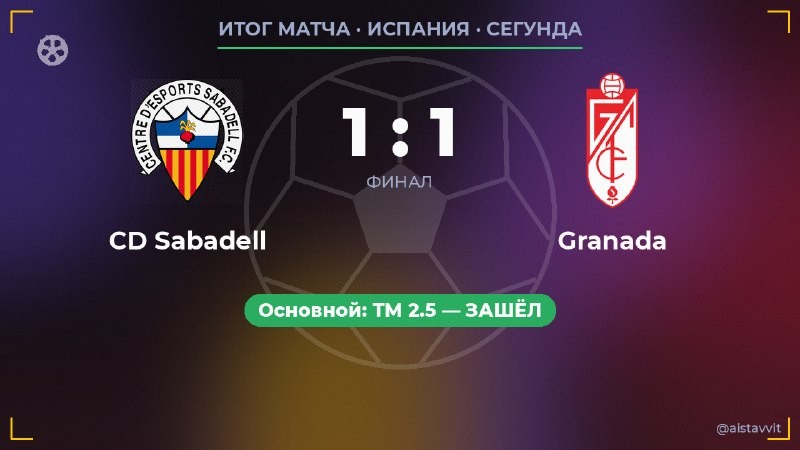 ИТОГ МАТЧА · ИСПАНИЯ · СЕГУНДА
CENTRE D'ESPORTS SABADELL F.C.
1 : 1
ФИНАЛ
CD Sabadell
Granada
Основной: ТМ 2.5 — ЗАШЁЛ
@aistavvit